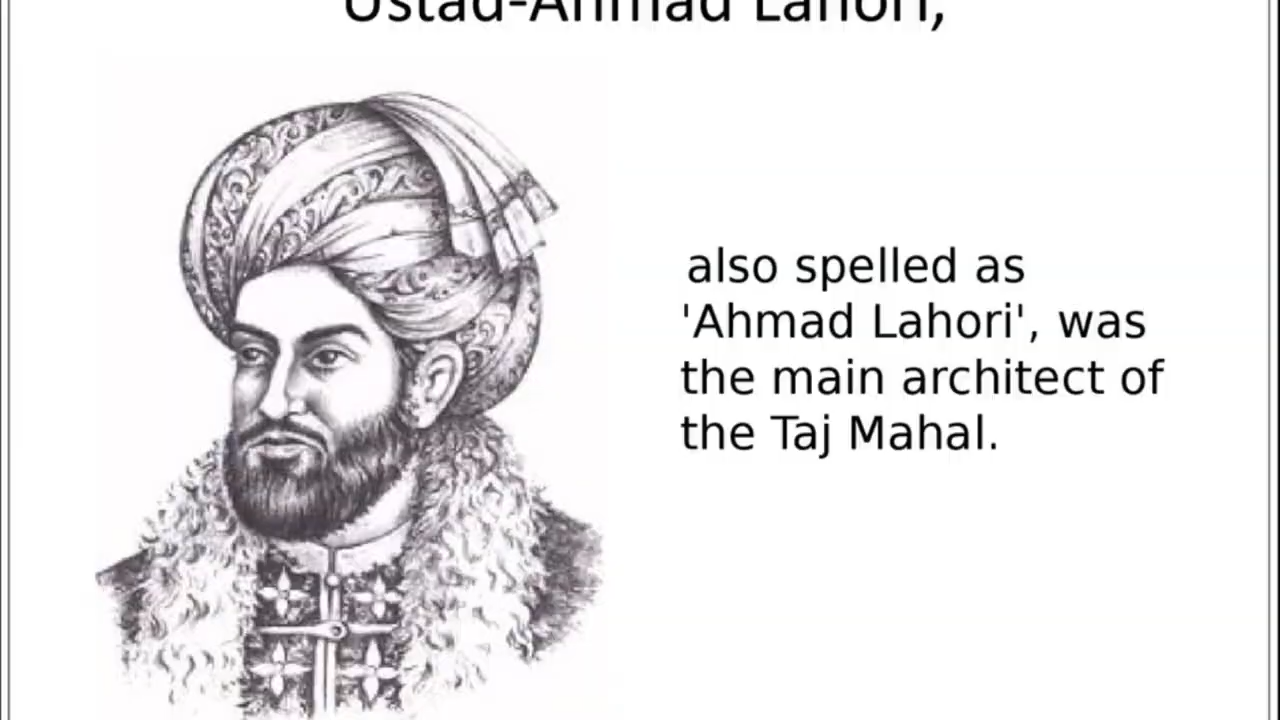 Ustad-Ahmad Lahori,
also spelled as
'Ahmad Lahori', was
the main architect of
the Taj Mahal.